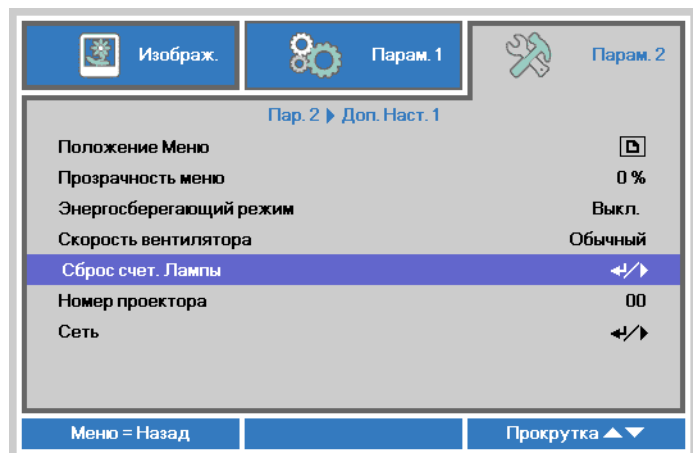 Изображ. Парам. 1 Парам. 2
Пар. 2 Доп. Наст. 1
Положение Меню
Прозрачность меню 0 %
Энергосберегающий режим Выкл.
Скорость вентилятора Обычный
Сброс счет. Лампы
Номер проектора 00
Сеть
Меню = Назад Прокрутка